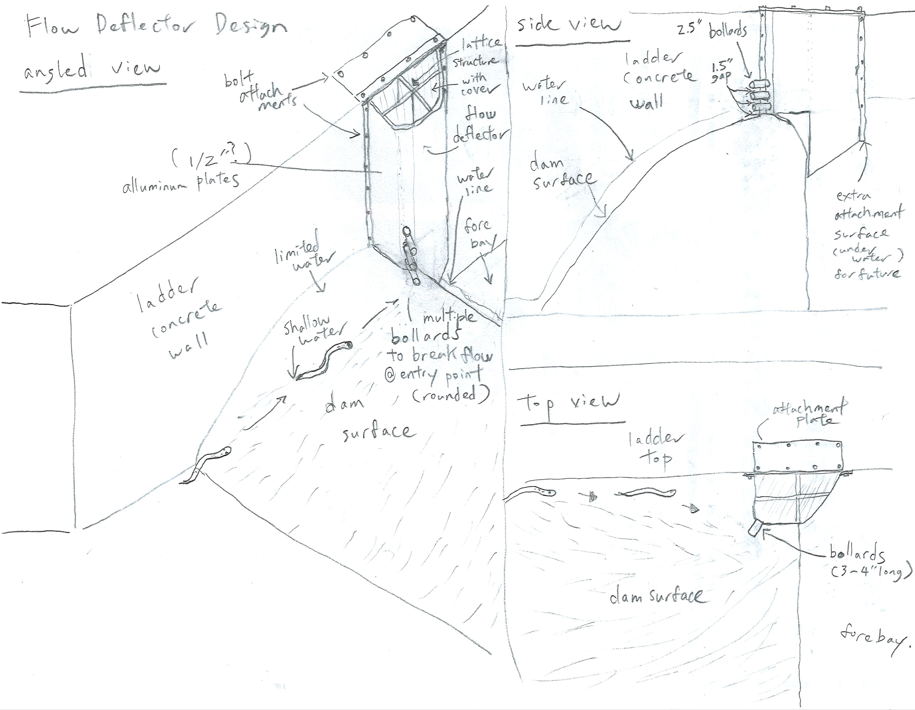 Flow Deflector Design
angled view
bolt
attach
ments
lattice
structure
with
cover
flow
deflector
(1/2"?)
alluminum plates
water
line
fore
bay
limited
water
ladder
concrete
wall
shallow
water
multiple
bollards
to break flow
@ entry point
(rounded)
dam
surface
side view
2.5" bollards
1.5"
gap
ladder
concrete
wall
water
line
dam
surface
extra
attachment
surface
(under
water)
for future
top view
attachment
plate
ladder
top
bollards
(3~4" long)
dam surface
forebay.